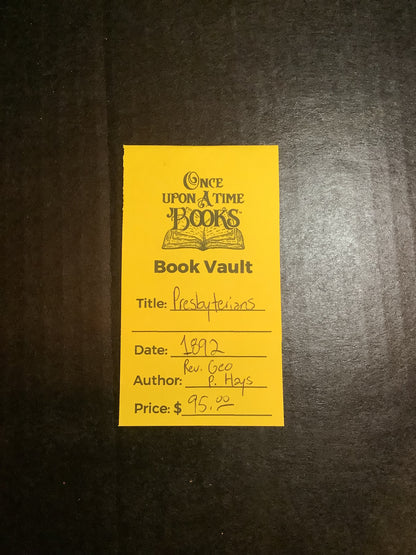 ONCE
UPON A TIME
BOOKS
Book Vault
Title: Presbyterians
Date: 1892
Rev. Geo
Author: P. Hays
Price: $ 95.00